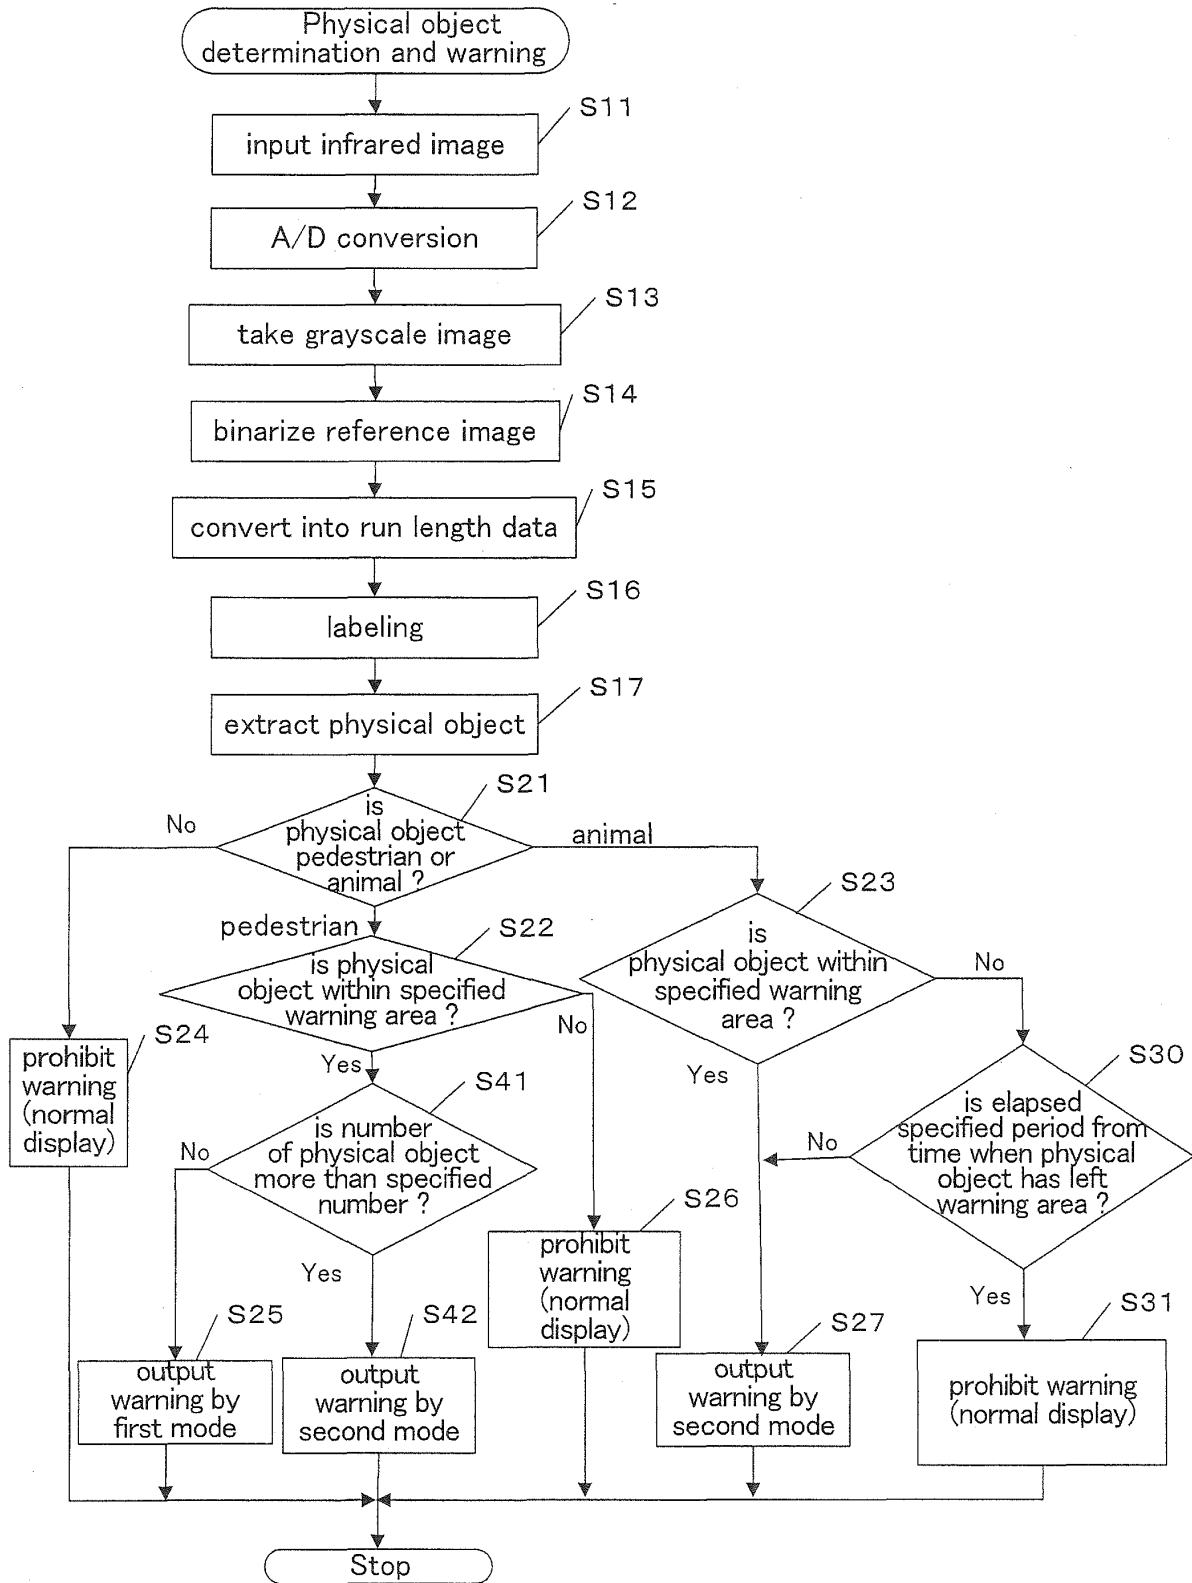 Physical object
determination and warning
S11
input infrared image
S12
A/D conversion
S13
take grayscale image
S14
binarize reference image
S15
convert into run length data
S16
labeling
S17
extract physical object
S21
is
physical object
pedestrian or
animal ?
No
animal
pedestrian
S22
is physical
object within specified
warning area ?
S23
is
physical object within
specified warning
area ?
No
No
Yes
Yes
S24
prohibit
warning
(normal
display)
S41
is number
of physical object
more than specified
number ?
No
Yes
S30
is elapsed
specified period from
time when physical
object has left
warning area ?
No
Yes
S26
prohibit
warning
(normal
display)
S25
output
warning by
first mode
S42
output
warning by
second mode
S27
output
warning by
second mode
S31
prohibit warning
(normal display)
Stop